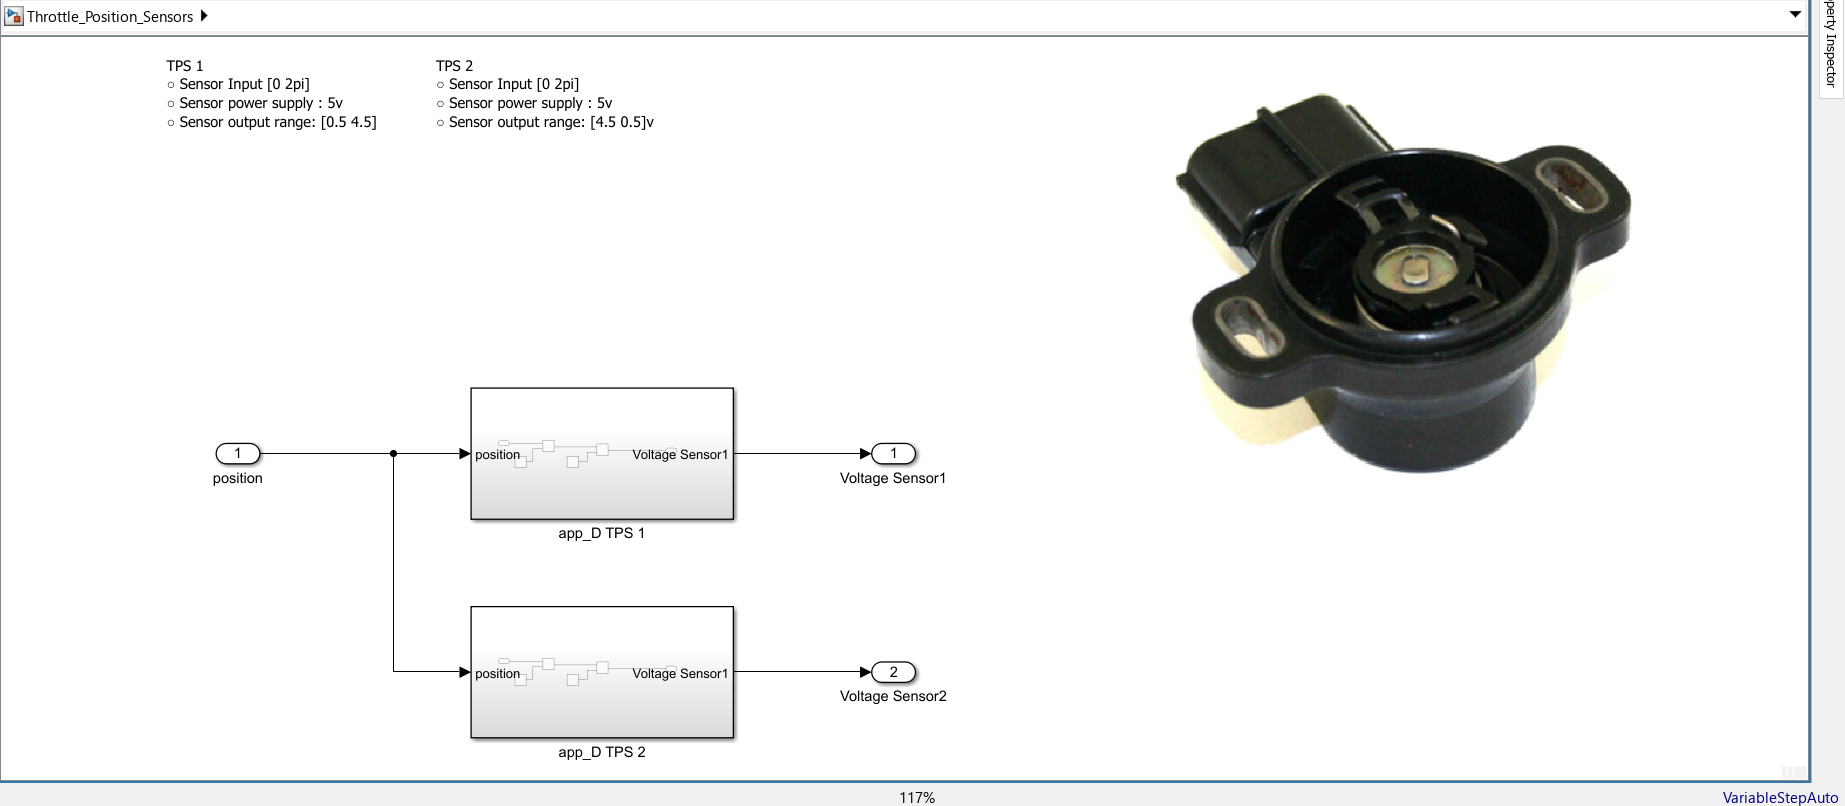 Throttle_Position_Sensors
perty Inspector
TPS 1
○ Sensor Input [0 2pi]
○ Sensor power supply : 5v
○ Sensor output range: [0.5 4.5]
TPS 2
○ Sensor Input [0 2pi]
○ Sensor power supply : 5v
○ Sensor output range: [4.5 0.5]v
1
position
position
Voltage Sensor1
app_D TPS 1
1
Voltage Sensor1
position
Voltage Sensor1
app_D TPS 2
2
Voltage Sensor2
117%
VariableStepAuto